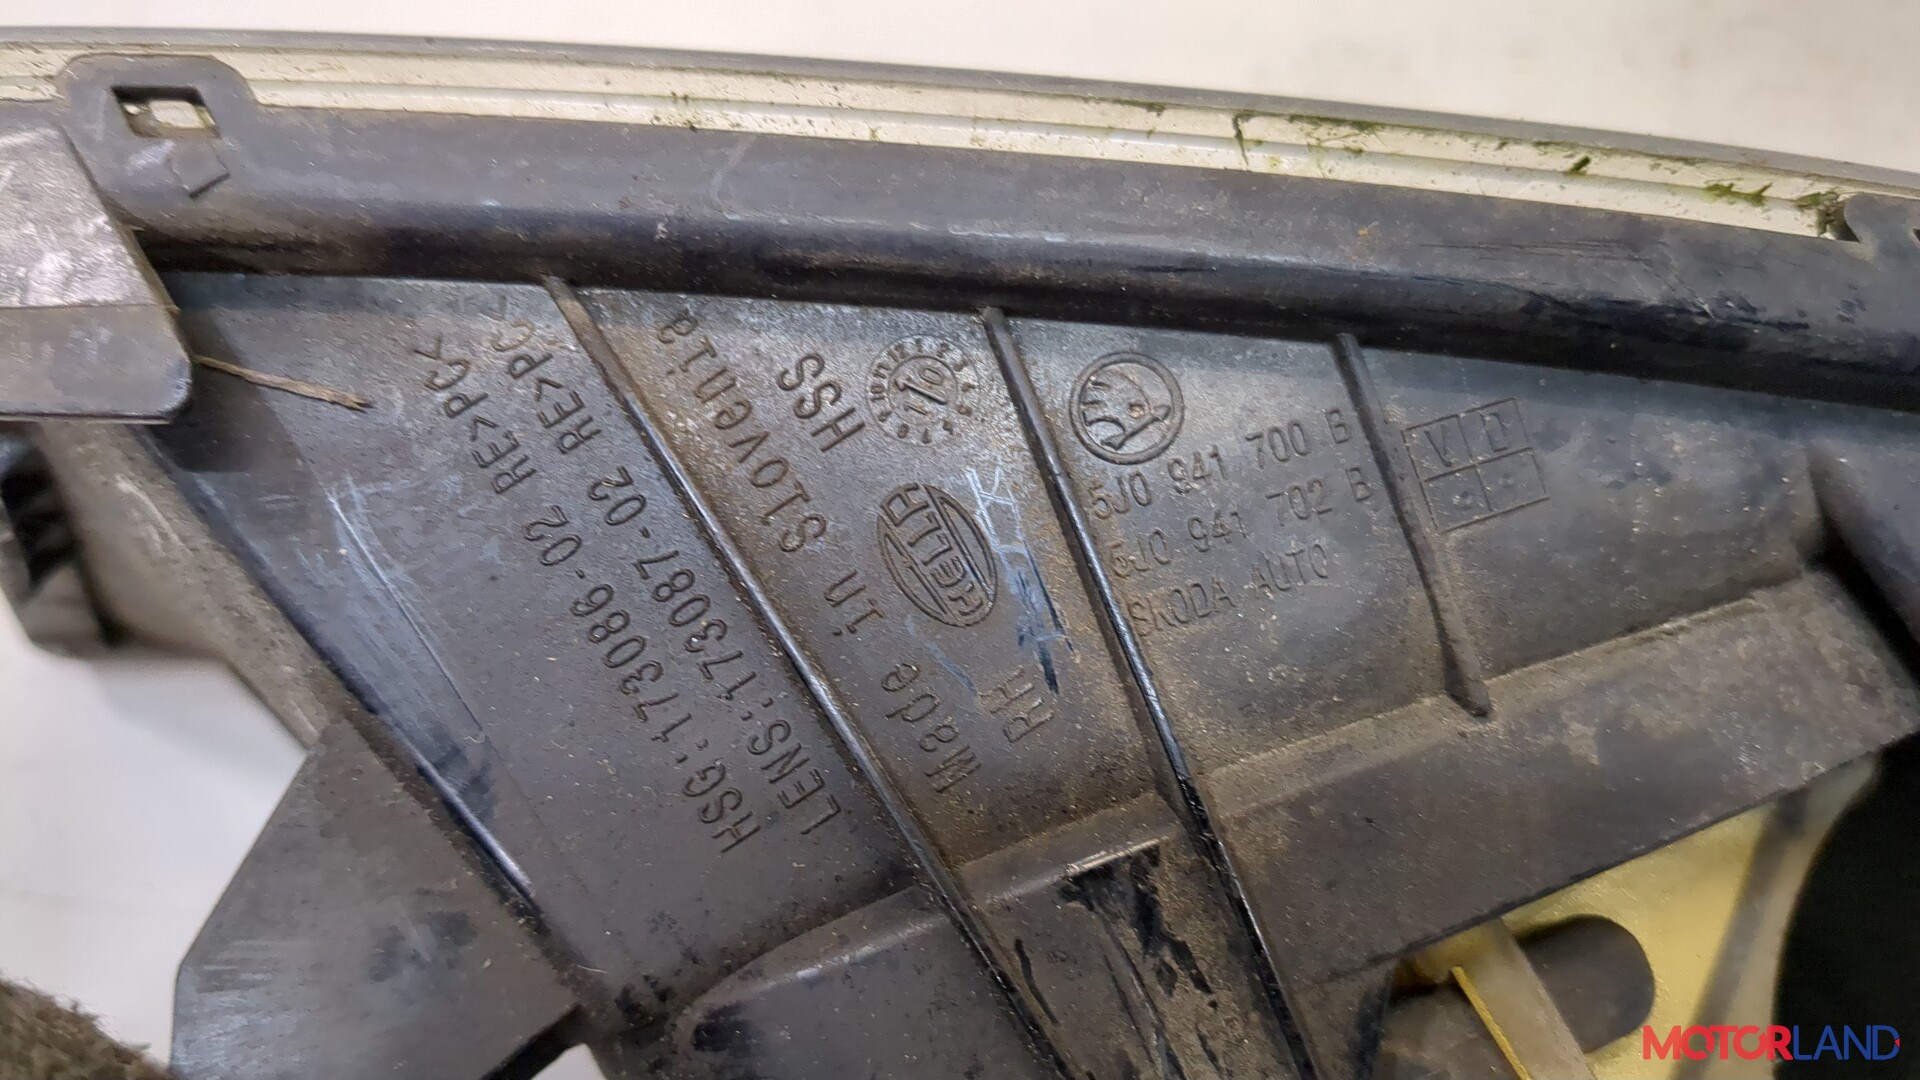 HSG:173086-02 RE>PC<
LENS:173087-02 RE>PC<
Made in Slovenia
HSS
10
HELLA
RH
5J0 941 700 B
5J0 941 702 B
SKODA AUTO
V D
MOTORLAND